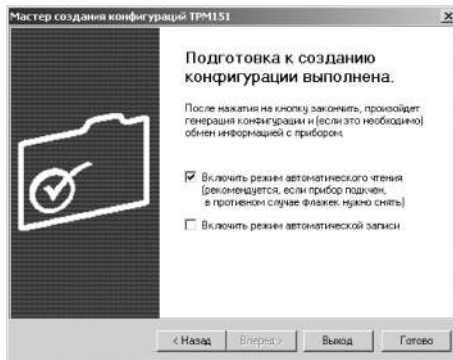 Мастер создания конфигураций ТРМ151
Подготовка к созданию
конфигурации выполнена.
После нажатия на кнопку закончить, произойдет
генерация конфигурации и (если это необходимо)
обмен информацией с прибором.
Включить режим автоматического чтения
(рекомендуется, если прибор подкчен,
в противном случае флажек нужно снять)
Включить режим автоматической записи
< Назад
Вперед >
Выход
Готово